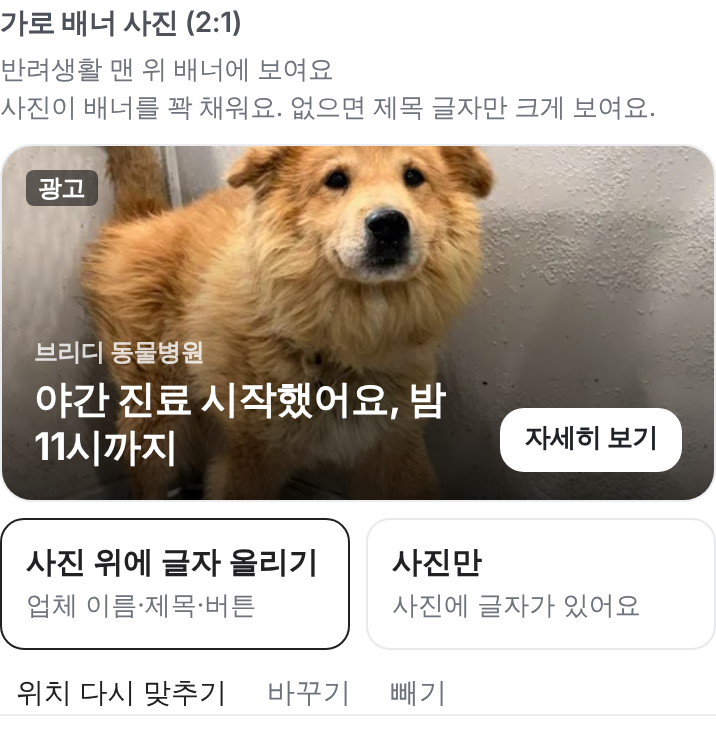 가로 배너 사진 (2:1)
반려생활 맨 위 배너에 보여요
사진이 배너를 꽉 채워요. 없으면 제목 글자만 크게 보여요.
광고
브리디 동물병원
야간 진료 시작했어요, 밤
11시까지
자세히 보기
사진 위에 글자 올리기
업체 이름·제목·버튼
사진만
사진에 글자가 있어요
위치 다시 맞추기
바꾸기
빼기